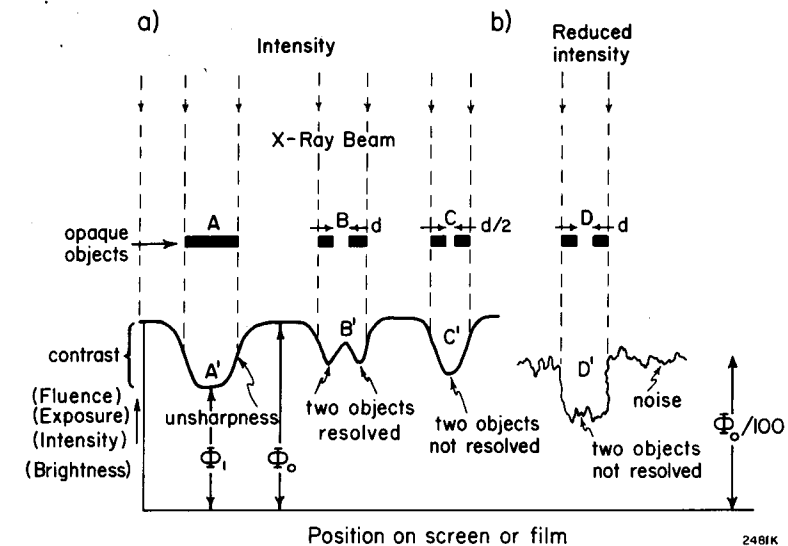 a)
Intensity
b)
Reduced
intensity
X-Ray Beam
A
B
d
C
d/2
D
d
opaque
objects
contrast
A'
B'
C'
D'
(Fluence)
(Exposure)
(Intensity)
(Brightness)
unsharpness
two objects
resolved
two objects
not resolved
noise
two objects
not resolved
Φ₁
Φ₀
Φ₀/100
Position on screen or film
2481K